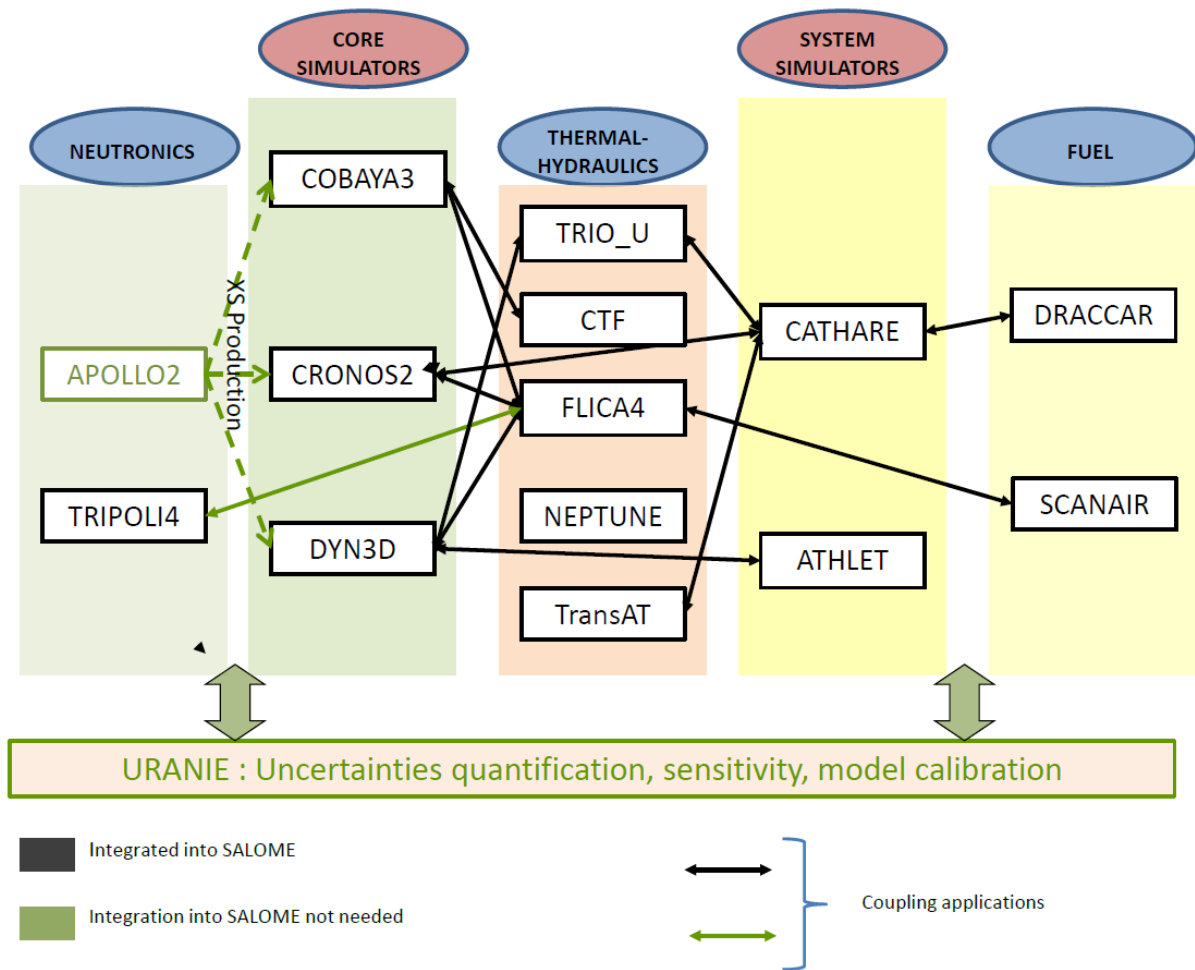 CORE
SIMULATORS
SYSTEM
SIMULATORS
NEUTRONICS
THERMAL-
HYDRAULICS
FUEL
COBAYA3
TRIO_U
CTF
CATHARE
DRACCAR
XS Production
APOLLO2
CRONOS2
FLICA4
TRIPOLI4
NEPTUNE
SCANAIR
DYN3D
ATHLET
TransAT
URANIE : Uncertainties quantification, sensitivity, model calibration
Integrated into SALOME
Integration into SALOME not needed
Coupling applications